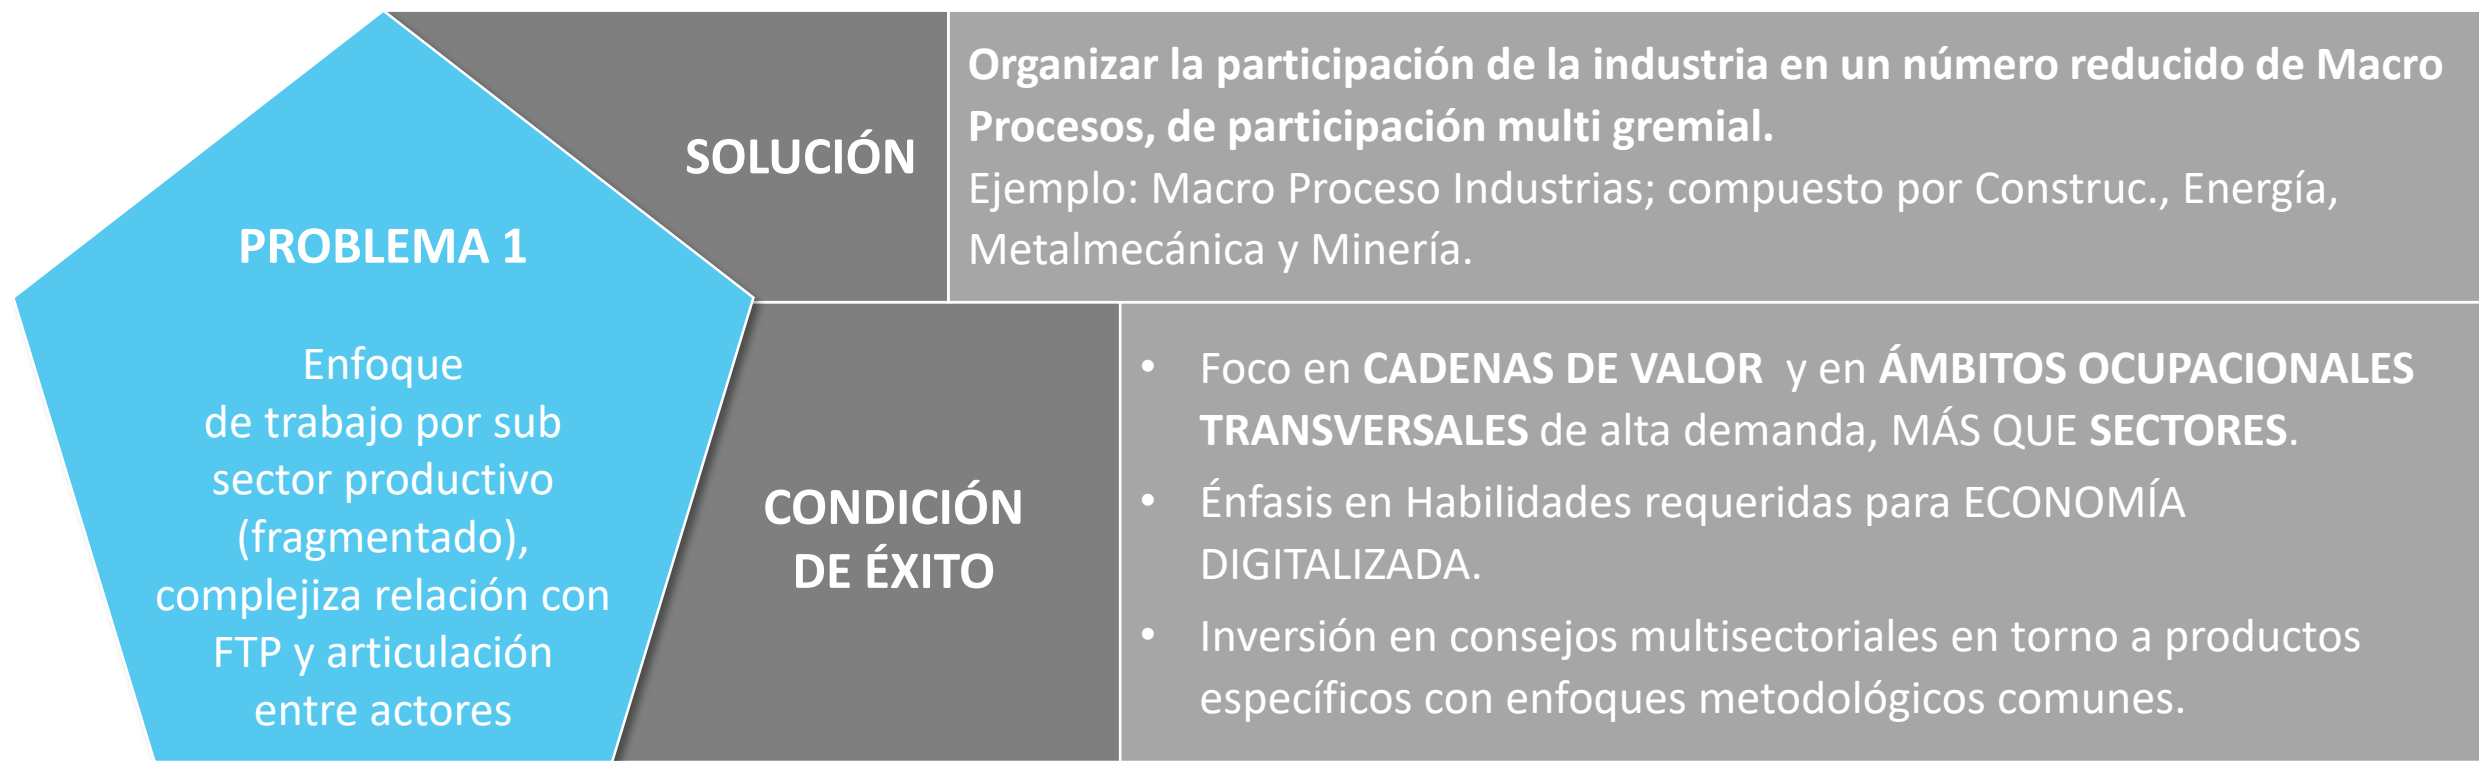 PROBLEMA 1
Enfoque
de trabajo por sub
sector productivo
(fragmentado),
complejiza relación con
FTP y articulación
entre actores
SOLUCIÓN
Organizar la participación de la industria en un número reducido de Macro
Procesos, de participación multi gremial.
Ejemplo: Macro Proceso Industrias; compuesto por Construc., Energía,
Metalmecánica y Minería.
CONDICIÓN
DE ÉXITO
• Foco en CADENAS DE VALOR y en ÁMBITOS OCUPACIONALES
TRANSVERSALES de alta demanda, MÁS QUE SECTORES.
• Énfasis en Habilidades requeridas para ECONOMÍA
DIGITALIZADA.
• Inversión en consejos multisectoriales en torno a productos
específicos con enfoques metodológicos comunes.